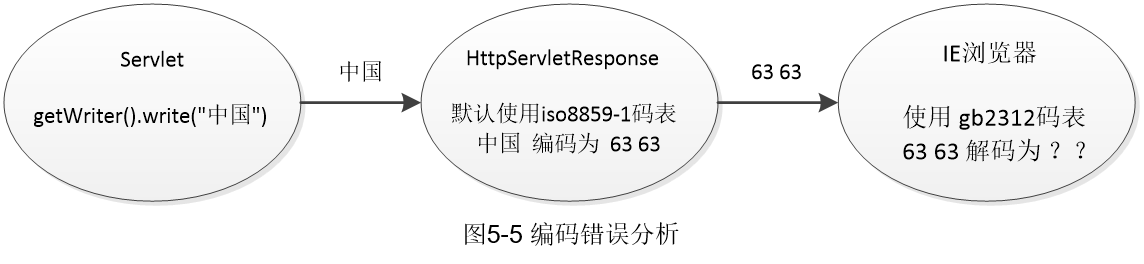 Servlet
getWriter().write("中国")
中国
HttpServletResponse
默认使用iso8859-1码表
中国 编码为 63 63
63 63
IE浏览器
使用 gb2312码表
63 63 解码为 ？？
图5-5 编码错误分析